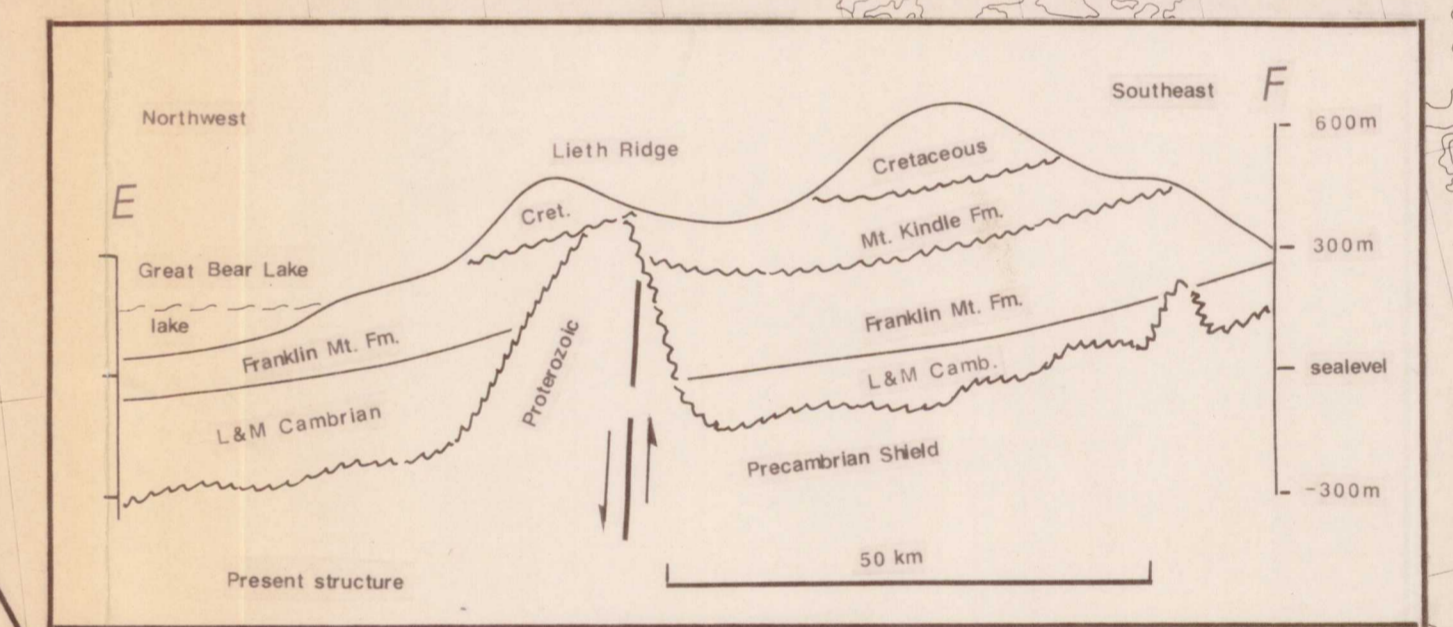 Northwest
Southeast
F
600m
Lieth Ridge
Cretaceous
E
Cret.
Mt. Kindle Fm.
300m
Great Bear Lake
lake
Franklin Mt. Fm.
Franklin Mt. Fm.
Proterozoic
L&M Camb.
sealevel
L&M Cambrian
Precambrian Shield
-300m
50 km
Present structure